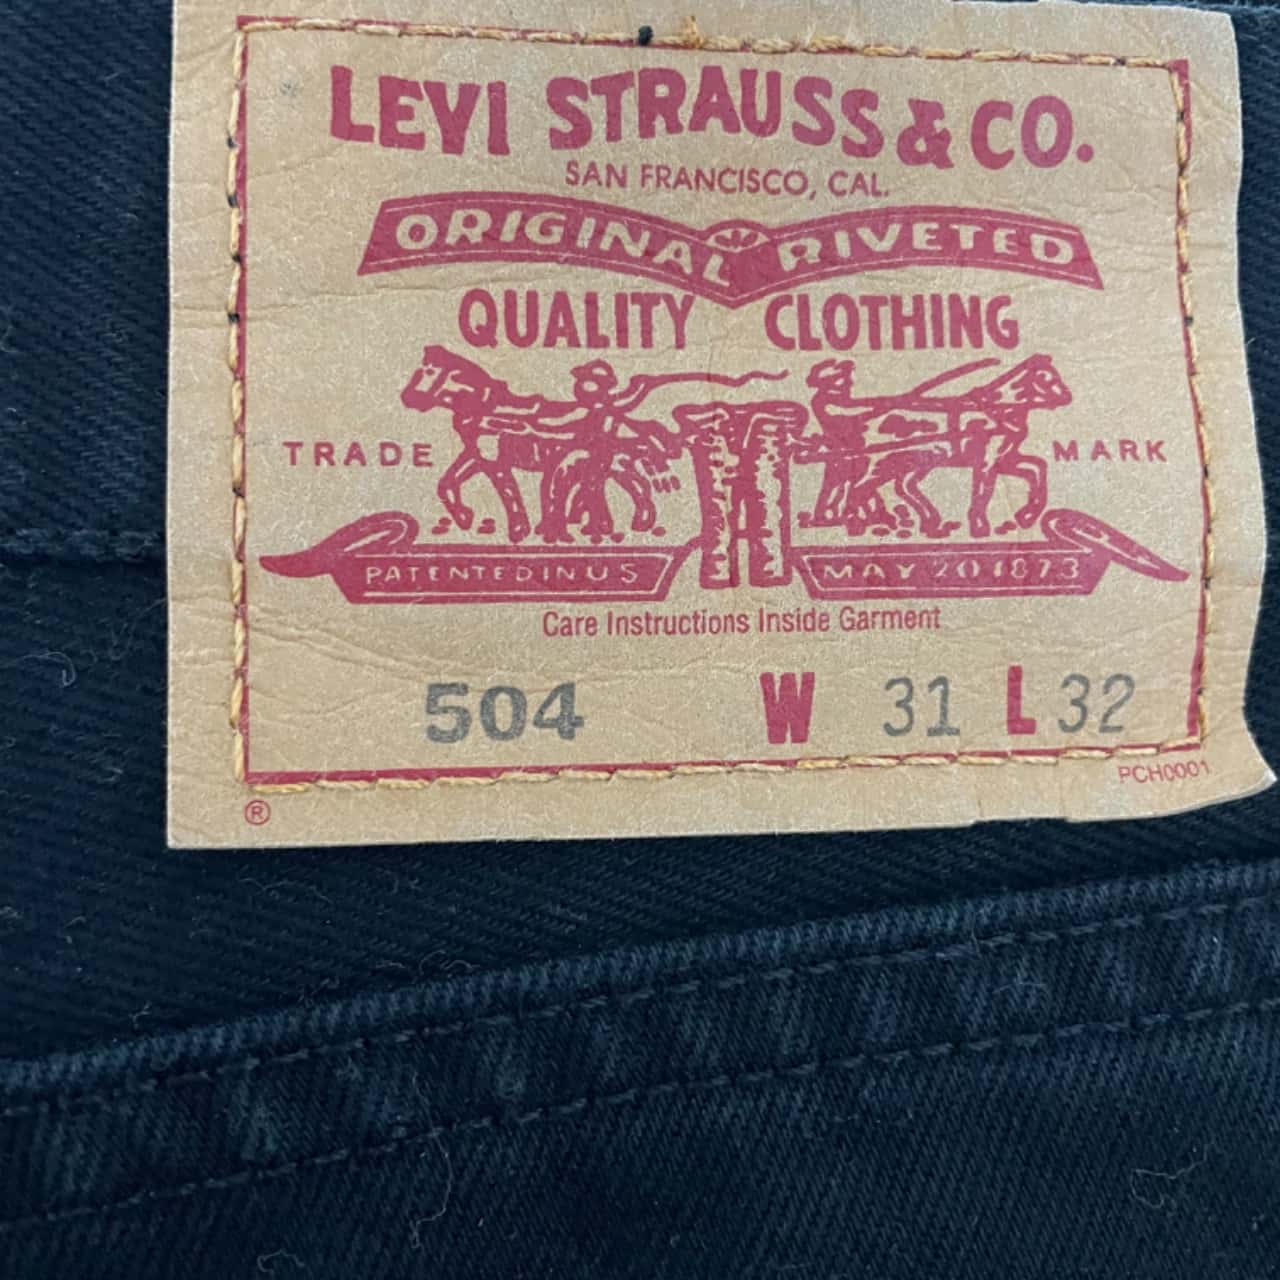 LEVI STRAUSS & CO.
SAN FRANCISCO, CAL.
ORIGINAL RIVETED
QUALITY CLOTHING
TRADE MARK
PATENTED IN U S MAY 20 1873
Care Instructions Inside Garment
504 W 31 L 32
PCH0001
®